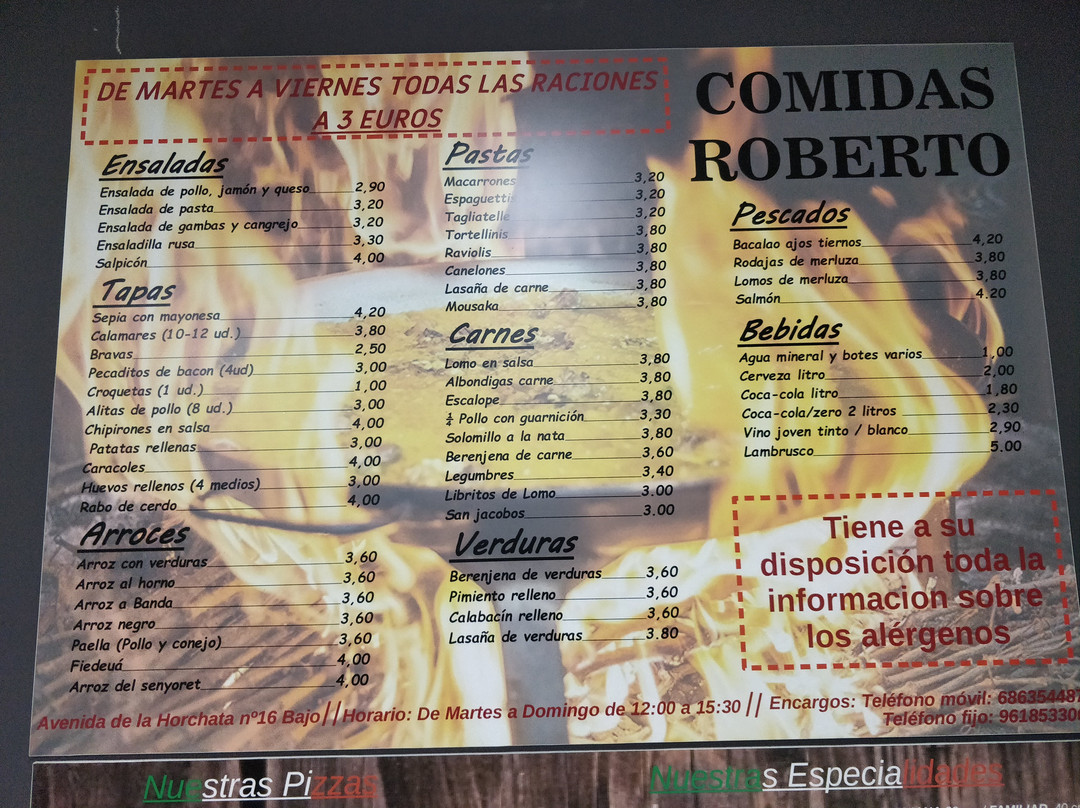 DE MARTES A VIERNES TODAS LAS RACIONES
A 3 EUROS
COMIDAS
ROBERTO
Ensaladas
Ensalada de pollo, jamón y queso 2,90
Ensalada de pasta 3,20
Ensalada de gambas y cangrejo 3,20
Ensaladilla rusa 3,30
Salpicón 4,00
Tapas
Sepia con mayonesa 4,20
Calamares (10-12 ud.) 3,80
Bravas 2,50
Pecaditos de bacon (4ud) 3,00
Croquetas (1 ud.) 1,00
Alitas de pollo (8 ud.) 3,00
Chipirones en salsa 4,00
Patatas rellenas 3,00
Caracoles 4,00
Huevos rellenos (4 medios) 3,00
Rabo de cerdo 4,00
Arroces
Arroz con verduras 3,60
Arroz al horno 3,60
Arroz a Banda 3,60
Arroz negro 3,60
Paella (Pollo y conejo) 3,60
Fiedeuá 4,00
Arroz del senyoret 4,00
Pastas
Macarrones 3,20
Espaguettis 3,20
Tagliatelle 3,20
Tortellinis 3,80
Raviolis 3,80
Canelones 3,80
Lasaña de carne 3,80
Mousaka 3,80
Carnes
Lomo en salsa 3,80
Albondigas carne 3,80
Escalope 3,80
¼ Pollo con guarnición 3,30
Solomillo a la nata 3,80
Berenjena de carne 3,60
Legumbres 3,40
Libritos de Lomo 3.00
San jacobos 3.00
Verduras
Berenjena de verduras 3,60
Pimiento relleno 3,60
Calabacín relleno 3,60
Lasaña de verduras 3.80
Pescados
Bacalao ajos tiernos 4,20
Rodajas de merluza 3,80
Lomos de merluza 3,80
Salmón 4.20
Bebidas
Agua mineral y botes varios 1,00
Cerveza litro 2,00
Coca-cola litro 1,80
Coca-cola/zero 2 litros 2,30
Vino joven tinto / blanco 2,90
Lambrusco 5.00
Tiene a su
disposición toda la
informacion sobre
los alérgenos
Avenida de la Horchata nº16 Bajo // Horario: De Martes a Domingo de 12:00 a 15:30 // Encargos: Teléfono móvil:
Teléfono fijo:
Nuestras Pizzas
Nuestras Especialidades
FAMILIAR